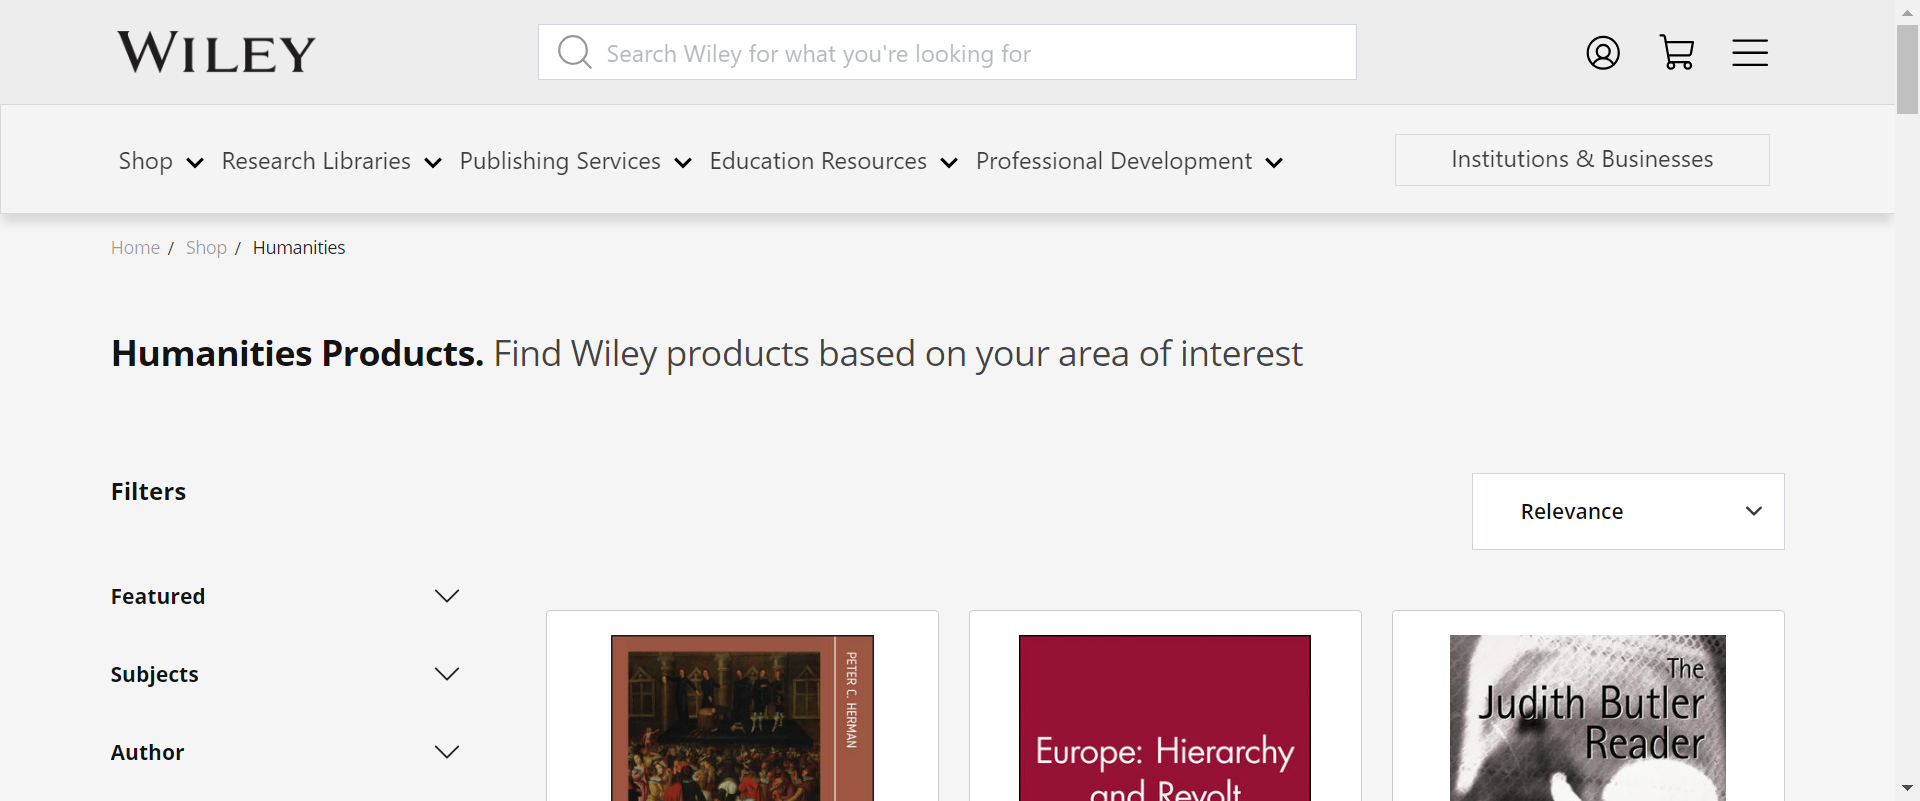 WILEY
Search Wiley for what you're looking for
Shop
Research Libraries
Publishing Services
Education Resources
Professional Development
Institutions & Businesses
Home / Shop / Humanities
Humanities Products. Find Wiley products based on your area of interest
Filters
Relevance
Featured
Subjects
Author
PETER C. HERMAN
Europe: Hierarchy
and Revolt
The
Judith Butler
Reader